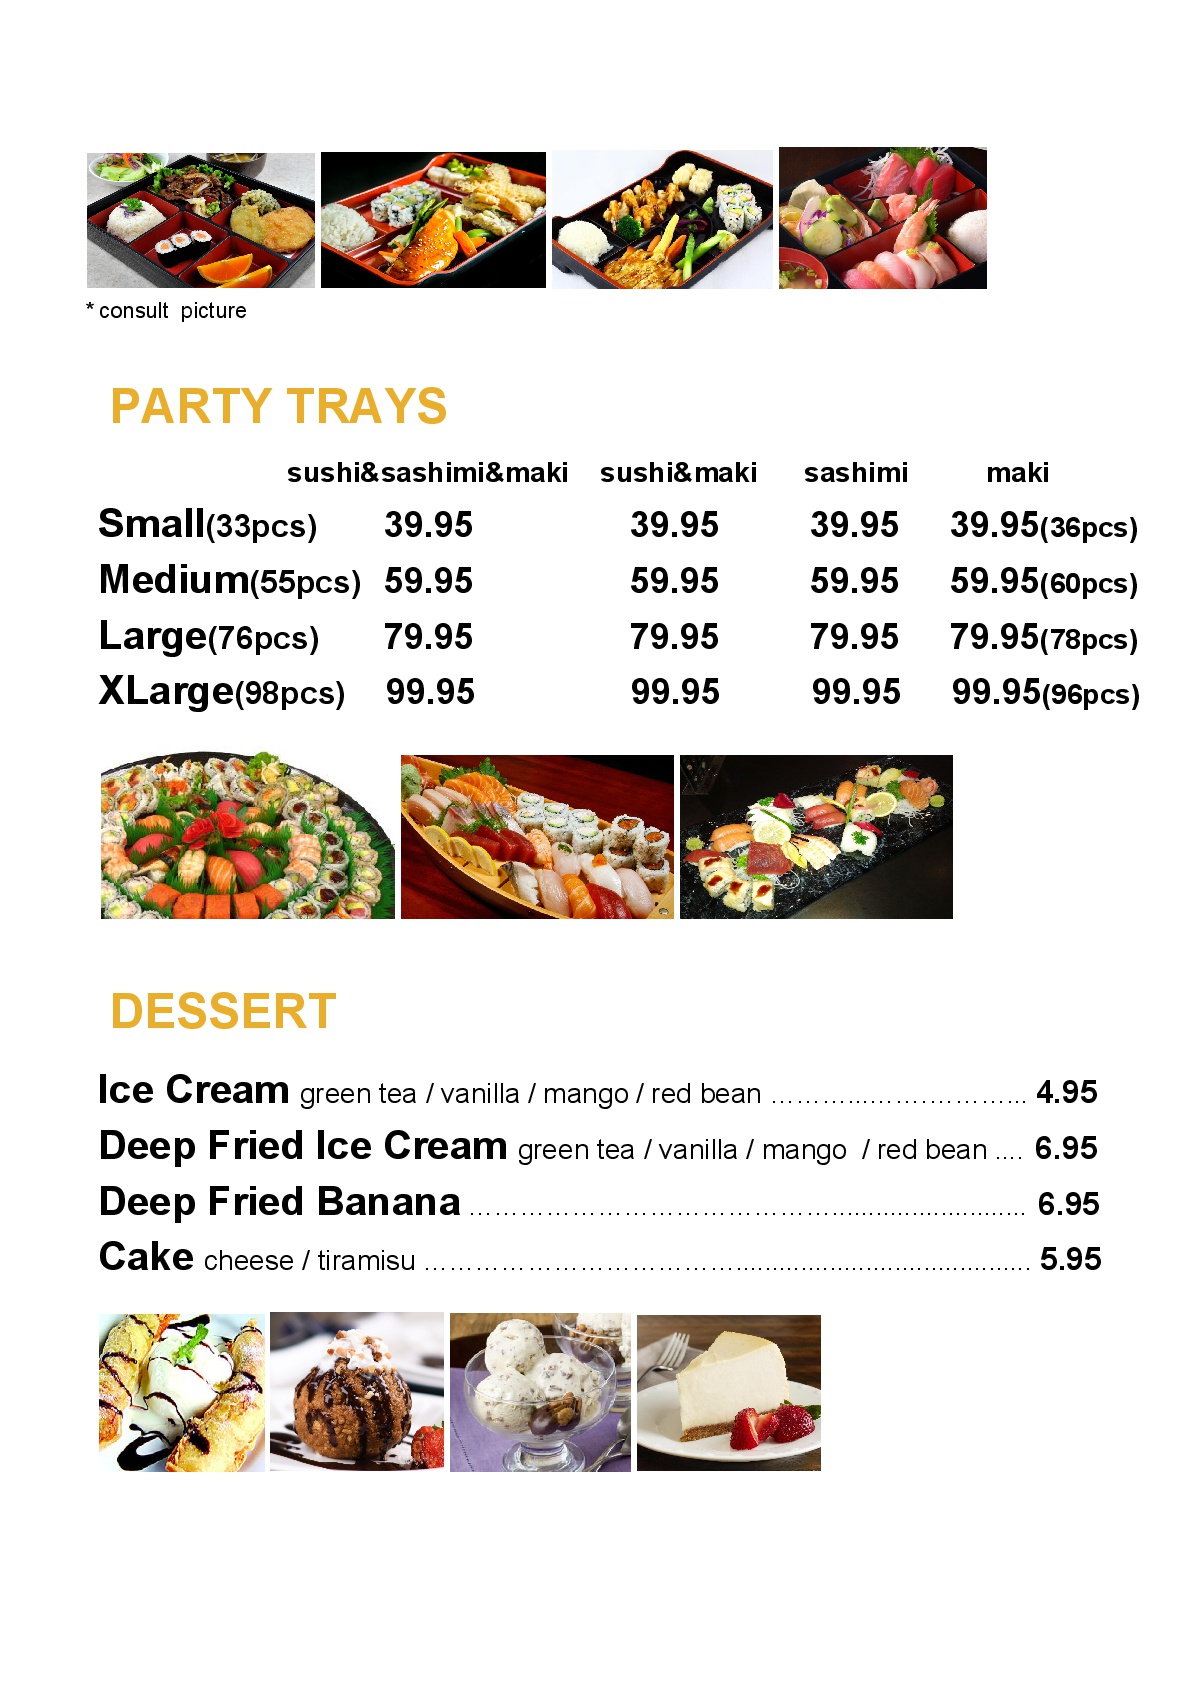 * consult picture
PARTY TRAYS
sushi&sashimi&maki sushi&maki sashimi maki
Small(33pcs) 39.95 39.95 39.95 39.95(36pcs)
Medium(55pcs) 59.95 59.95 59.95 59.95(60pcs)
Large(76pcs) 79.95 79.95 79.95 79.95(78pcs)
XLarge(98pcs) 99.95 99.95 99.95 99.95(96pcs)
DESSERT
Ice Cream green tea / vanilla / mango / red bean ………...…….………... 4.95
Deep Fried Ice Cream green tea / vanilla / mango / red bean .... 6.95
Deep Fried Banana ……………………………………........................... 6.95
Cake cheese / tiramisu ………………………………......................................... 5.95